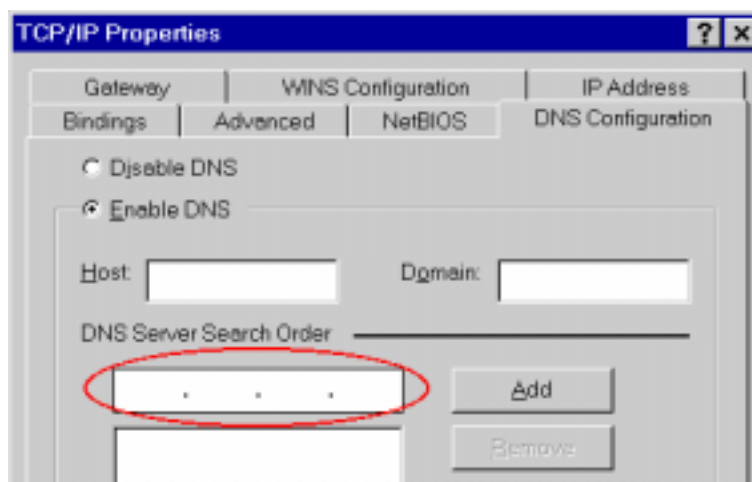 TCP/IP Properties
? ×
Gateway WINS Configuration IP Address
Bindings Advanced NetBIOS DNS Configuration
Disable DNS
Enable DNS
Host: Domain:
DNS Server Search Order
. . . Add
Remove